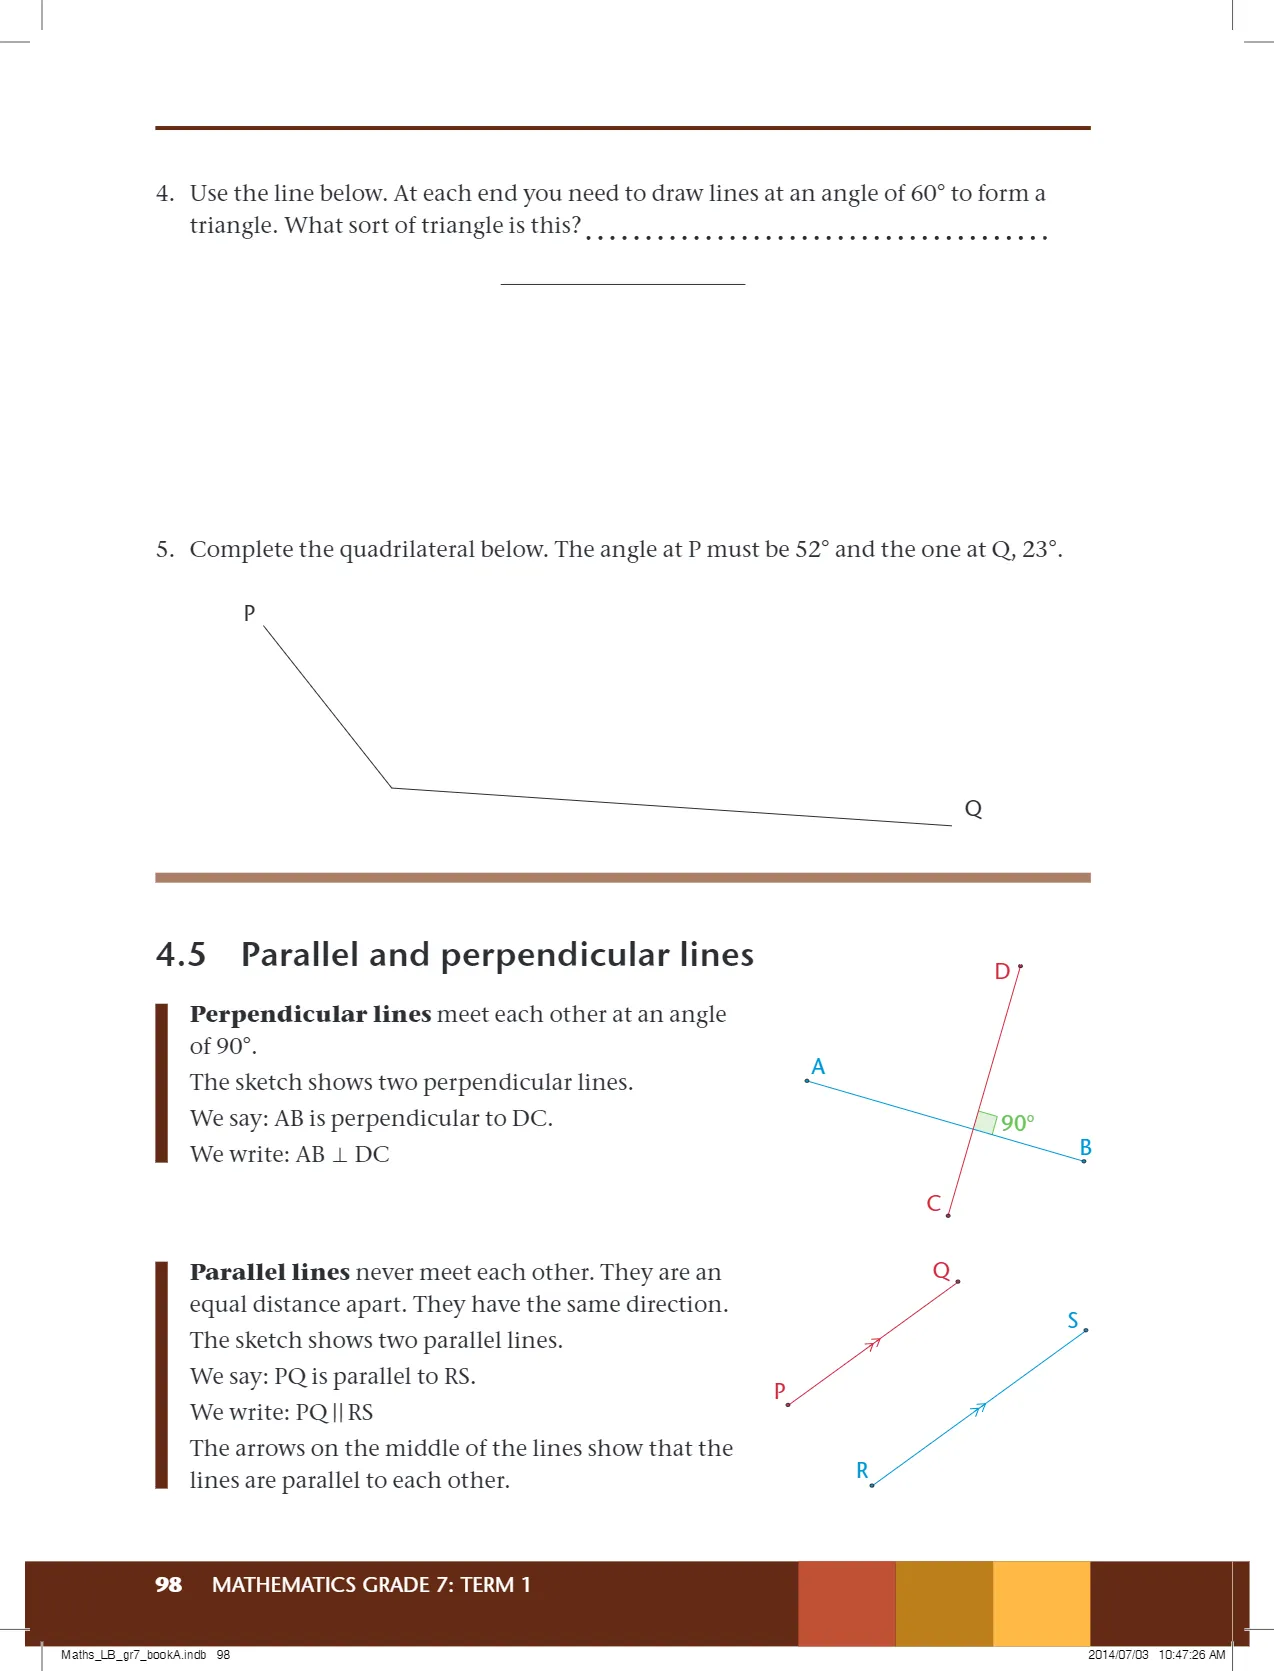 4. Use the line below. At each end you need to draw lines at an angle of 60° to form a
triangle. What sort of triangle is this? . . . . . . . . . . . . . . . . . . . . . . . . . . . . . . . . . . . . . . .
5. Complete the quadrilateral below. The angle at P must be 52° and the one at Q, 23°.
P
Q
4.5 Parallel and perpendicular lines
Perpendicular lines meet each other at an angle
of 90°.
The sketch shows two perpendicular lines.
We say: AB is perpendicular to DC.
We write: AB ⊥ DC
D
A
90°
B
C
Parallel lines never meet each other. They are an
equal distance apart. They have the same direction.
The sketch shows two parallel lines.
We say: PQ is parallel to RS.
We write: PQ || RS
The arrows on the middle of the lines show that the
lines are parallel to each other.
Q
S
P
R
98 MATHEMATICS GRADE 7: TERM 1
Maths_LB_gr7_bookA.indb 98
2014/07/03 10:47:26 AM